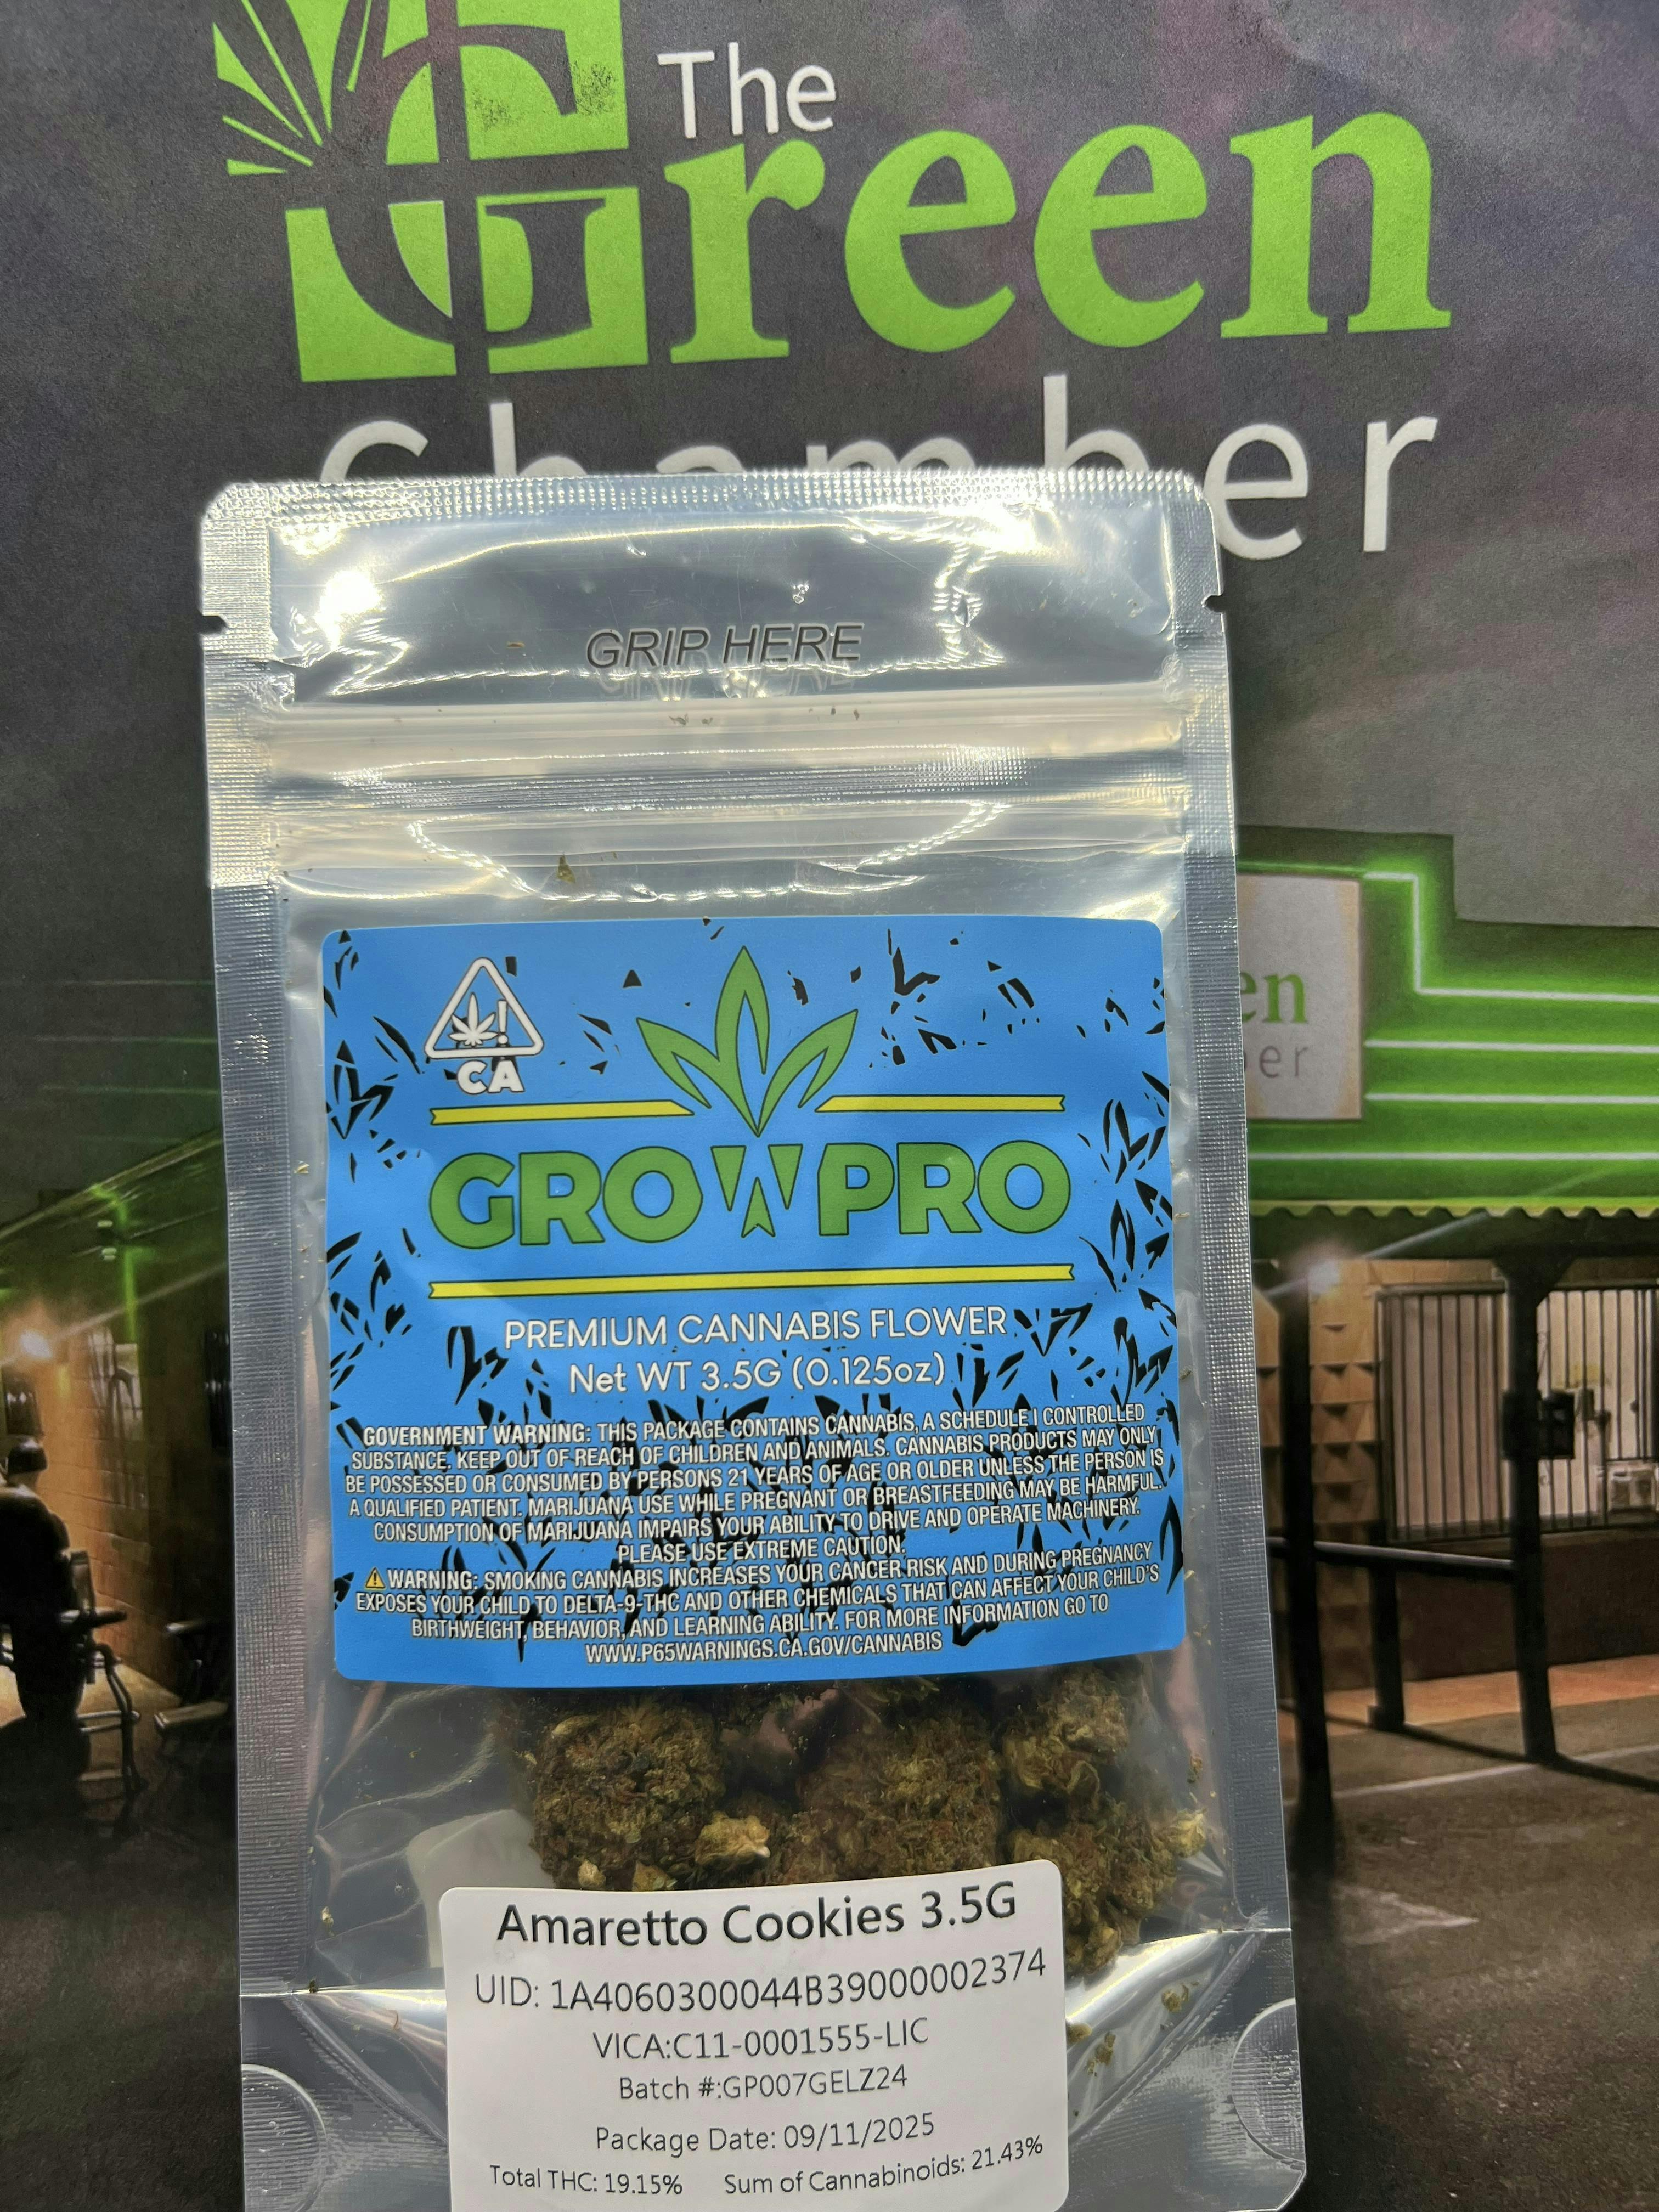 The
Green
Chamber
GRIP HERE
en
er
CA
GROWPRO
PREMIUM CANNABIS FLOWER
Net WT 3.5G (0.125oz)
GOVERNMENT WARNING: THIS PACKAGE CONTAINS CANNABIS, A SCHEDULE I CONTROLLED
SUBSTANCE, KEEP OUT OF REACH OF CHILDREN AND ANIMALS. CANNABIS PRODUCTS MAY ONLY
BE POSSESSED OR CONSUMED BY PERSONS 21 YEARS OF AGE OR OLDER UNLESS THE PERSON IS
A QUALIFIED PATIENT. MARIJUANA USE WHILE PREGNANT OR BREASTFEEDING MAY BE HARMFUL.
CONSUMPTION OF MARIJUANA IMPAIRS YOUR ABILITY TO DRIVE AND OPERATE MACHINERY.
PLEASE USE EXTREME CAUTION.
⚠ WARNING: SMOKING CANNABIS INCREASES YOUR CANCER RISK AND DURING PREGNANCY
EXPOSES YOUR CHILD TO DELTA-9-THC AND OTHER CHEMICALS THAT CAN AFFECT YOUR CHILD'S
BIRTHWEIGHT, BEHAVIOR, AND LEARNING ABILITY. FOR MORE INFORMATION GO TO
WWW.P65WARNINGS.CA.GOV/CANNABIS
Amaretto Cookies 3.5G
UID: 1A4060300044B39000002374
VICA:C11-0001555-LIC
Batch #:GP007GELZ24
Package Date: 09/11/2025
Total THC: 19.15% Sum of Cannabinoids: 21.43%